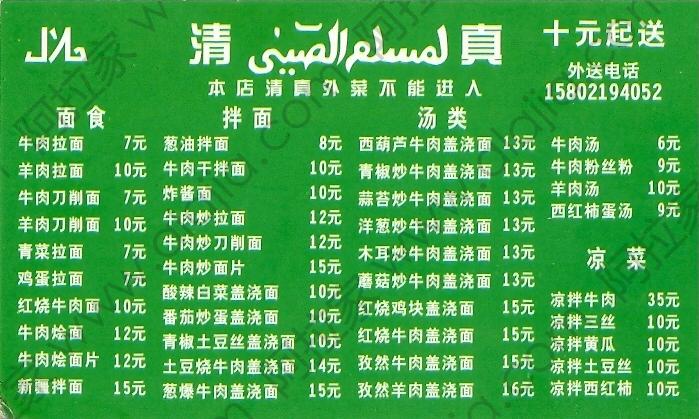 حلال
清 لمسلم الصيني 真
本店清真外菜不能进入
十元起送
外送电话
15802194052
面食
牛肉拉面 7元
羊肉拉面 10元
牛肉刀削面 7元
羊肉刀削面 10元
青菜拉面 7元
鸡蛋拉面 7元
红烧牛肉面 10元
牛肉烩面 12元
牛肉烩面片 12元
新疆拌面 15元
拌面
葱油拌面 8元
牛肉干拌面 10元
炸酱面 10元
牛肉炒拉面 12元
牛肉炒刀削面 12元
牛肉炒面片 15元
酸辣白菜盖浇面 10元
番茄炒蛋盖浇面 10元
青椒土豆丝盖浇面 10元
土豆烧牛肉盖浇面 14元
葱爆牛肉盖浇面 15元
汤类
西葫芦牛肉盖浇面 13元
青椒炒牛肉盖浇面 13元
蒜苔炒牛肉盖浇面 13元
洋葱炒牛肉盖浇面 13元
木耳炒牛肉盖浇面 13元
蘑菇炒牛肉盖浇面 13元
红烧鸡块盖浇面 15元
红烧牛肉盖浇面 15元
孜然牛肉盖浇面 15元
孜然羊肉盖浇面 16元
牛肉汤 6元
牛肉粉丝粉 9元
羊肉汤 10元
西红柿蛋汤 9元
凉菜
凉拌牛肉 35元
凉拌三丝 10元
凉拌黄瓜 10元
凉拌土豆丝 10元
凉拌西红柿 10元